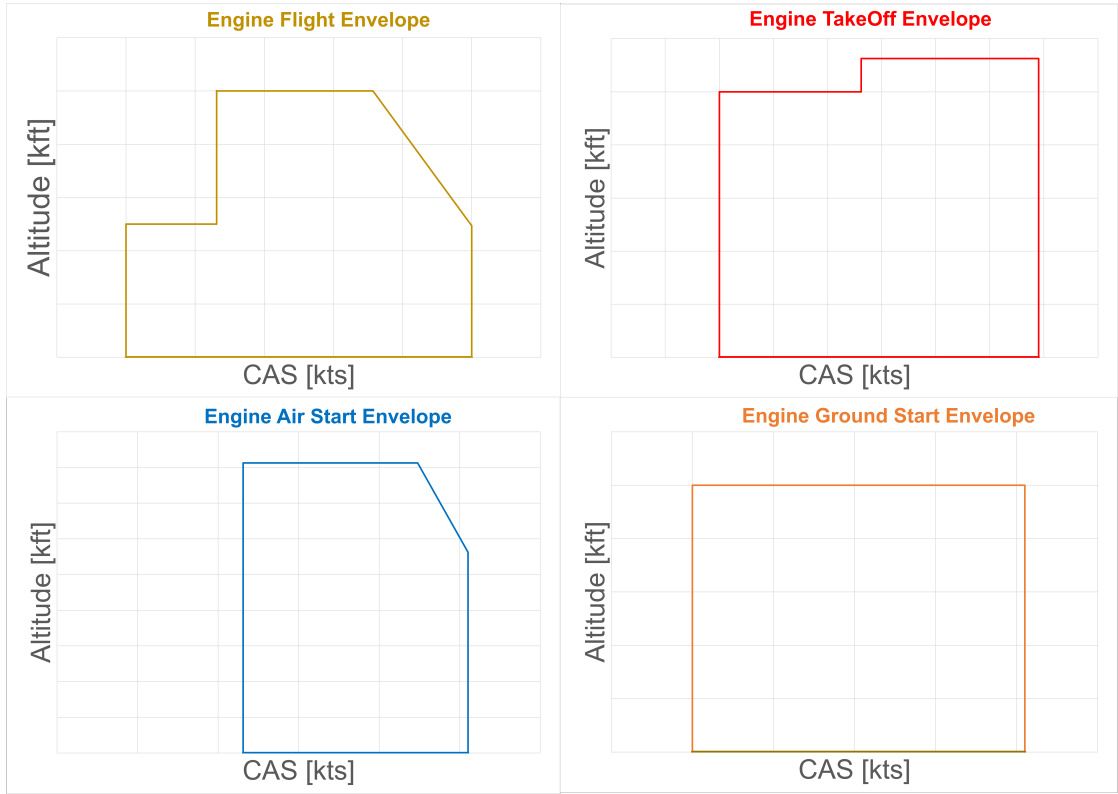 Engine Flight Envelope
Altitude [kft]
CAS [kts]
Engine TakeOff Envelope
Altitude [kft]
CAS [kts]
Engine Air Start Envelope
Altitude [kft]
CAS [kts]
Engine Ground Start Envelope
Altitude [kft]
CAS [kts]